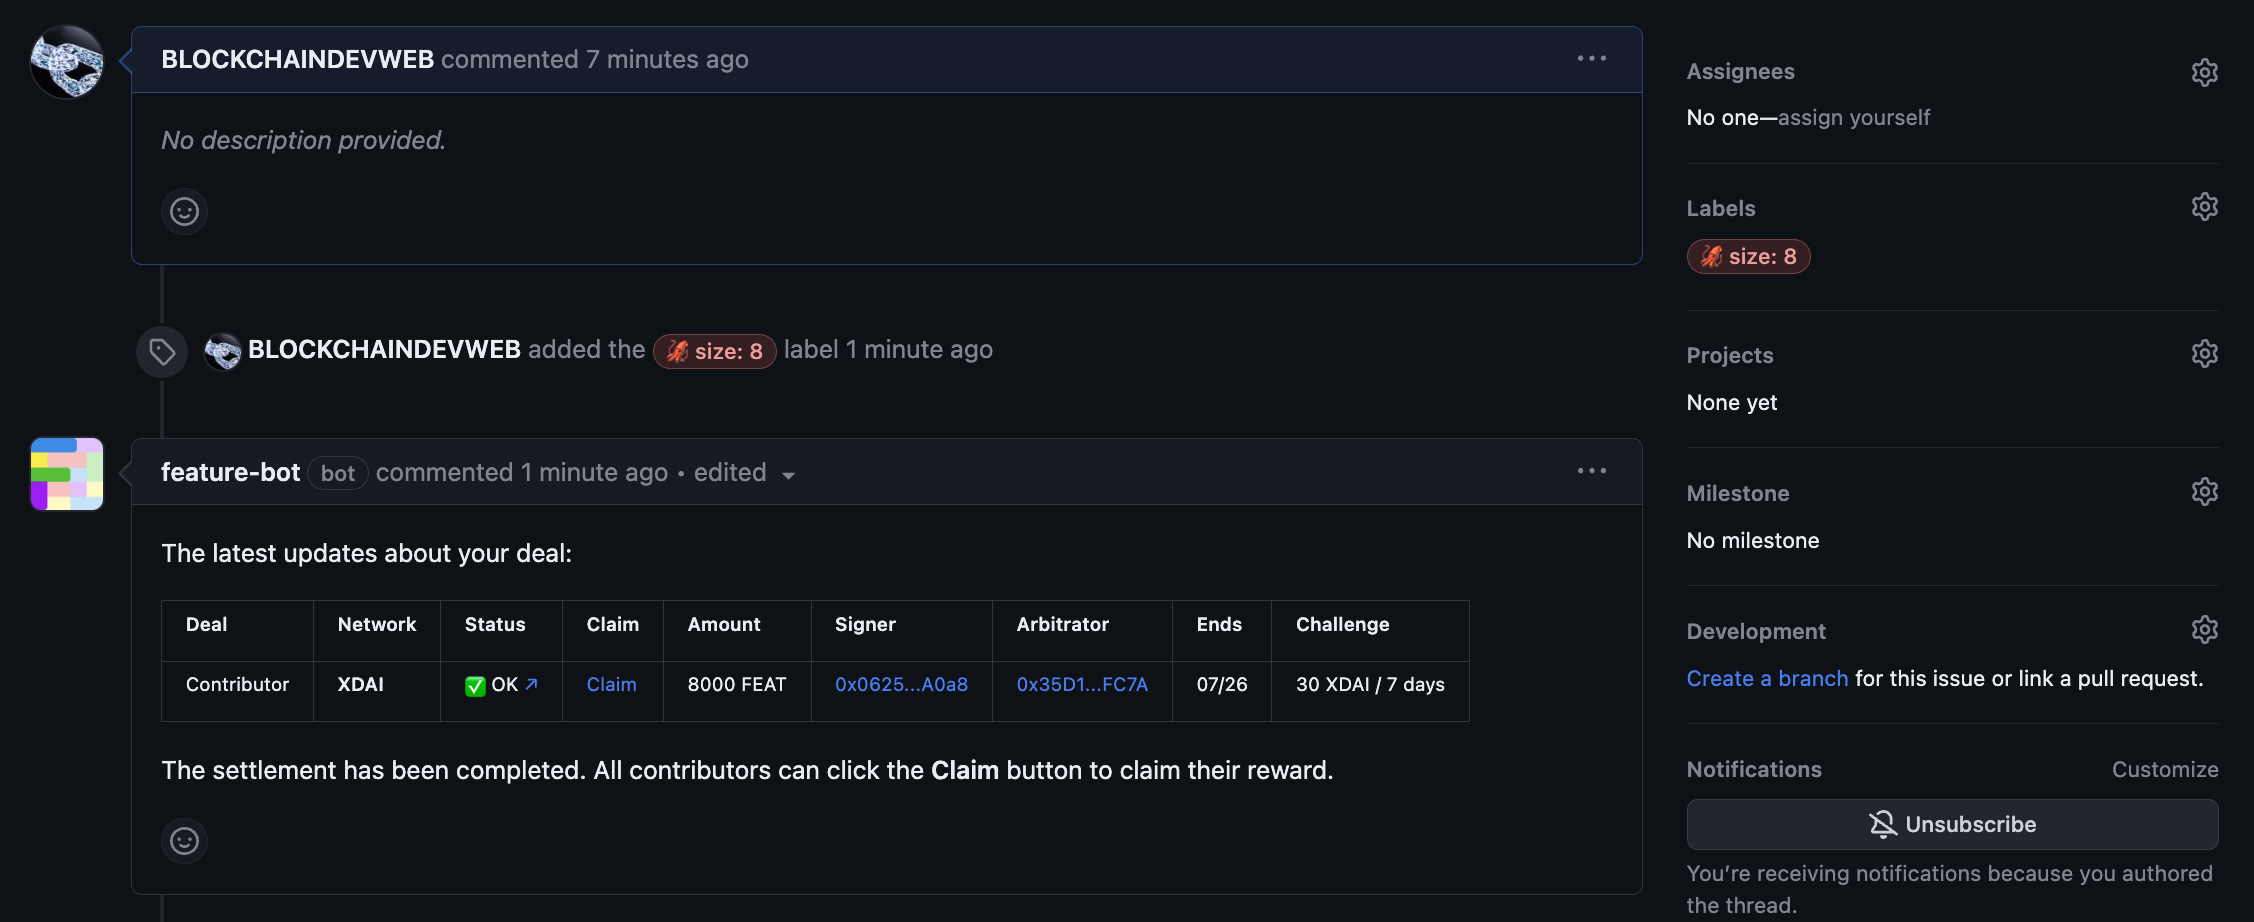 BLOCKCHAINDEVWEB commented 7 minutes ago
No description provided.
BLOCKCHAINDEVWEB added the size: 8 label 1 minute ago
feature-bot bot commented 1 minute ago • edited
The latest updates about your deal:
Deal Network Status Claim Amount Signer Arbitrator Ends Challenge
Contributor XDAI ✅ OK ↗ Claim 8000 FEAT 0x0625...A0a8 0x35D1...FC7A 07/26 30 XDAI / 7 days
The settlement has been completed. All contributors can click the Claim button to claim their reward.
Assignees
No one—assign yourself
Labels
size: 8
Projects
None yet
Milestone
No milestone
Development
Create a branch for this issue or link a pull request.
Notifications Customize
Unsubscribe
You’re receiving notifications because you authored
the thread.